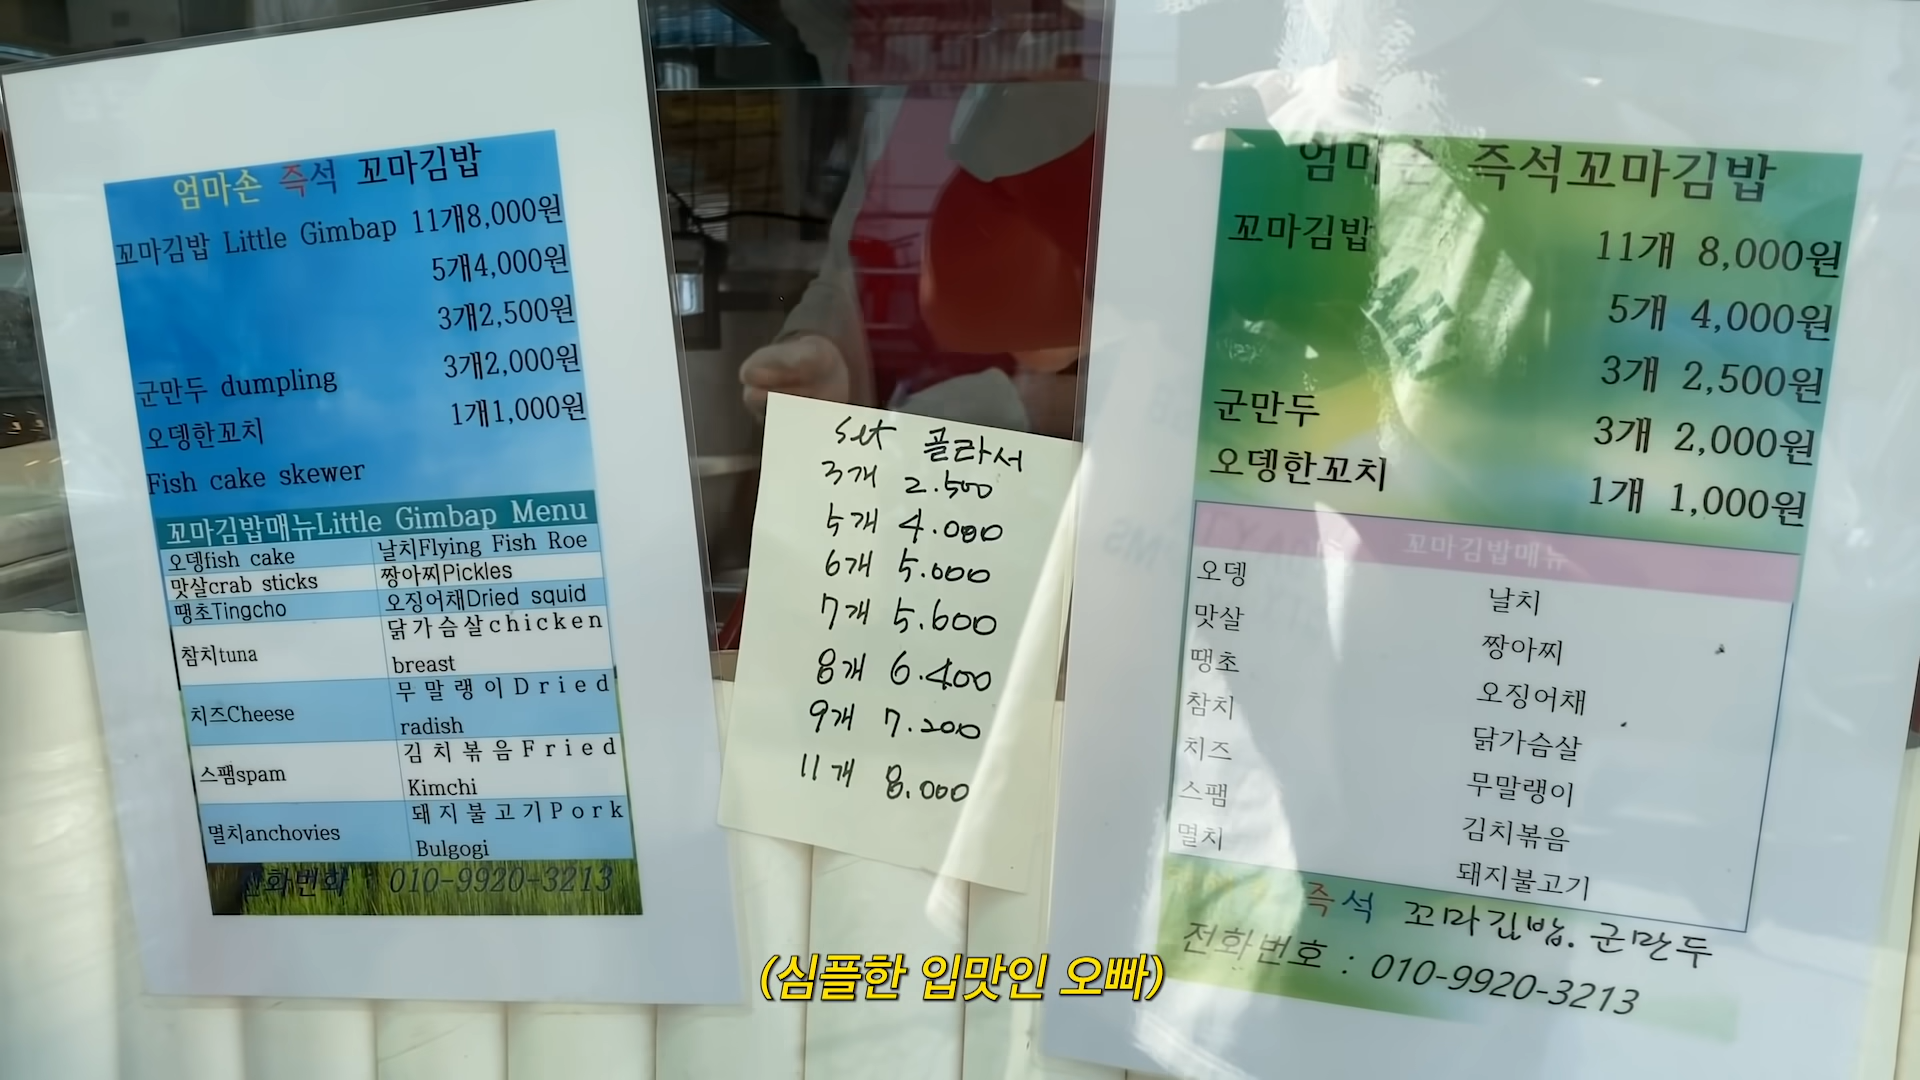 엄마손 즉석 꼬마김밥
꼬마김밥 Little Gimbap 11개8,000원
5개4,000원
3개2,500원
군만두 dumpling 3개2,000원
오뎅한꼬치 1개1,000원
Fish cake skewer
꼬마김밥매뉴Little Gimbap Menu
오뎅fish cake 날치Flying Fish Roe
맛살crab sticks 짱아찌Pickles
땡초Tingcho 오징어채Dried squid
참치tuna 닭가슴살chicken breast
치즈Cheese 무말랭이Dried radish
스팸spam 김치볶음Fried Kimchi
멸치anchovies 돼지불고기Pork Bulgogi
전화번호 : 010-9920-3213
set 골라서
3개 2.500
5개 4.000
6개 5.000
7개 5.600
8개 6.400
9개 7.200
11개 8.000
엄마손 즉석꼬마김밥
꼬마김밥 11개 8,000원
5개 4,000원
3개 2,500원
군만두 3개 2,000원
오뎅한꼬치 1개 1,000원
꼬마김밥매뉴
오뎅 날치
맛살 짱아찌
땡초 오징어채
참치 닭가슴살
치즈 무말랭이
스팸 김치볶음
멸치 돼지불고기
즉석 꼬마김밥. 군만두
전화번호 : 010-9920-3213
(심플한 입맛인 오빠)